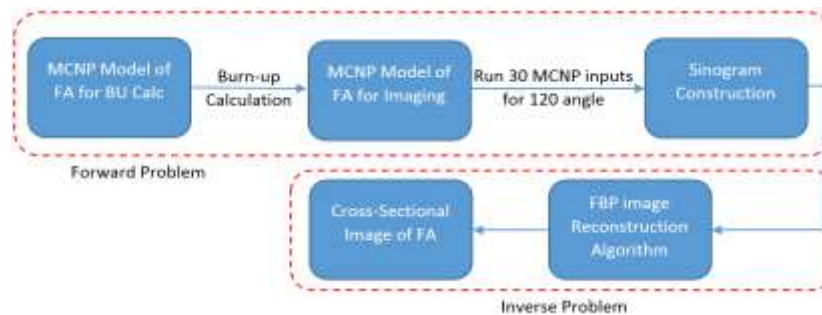 MCNP Model of
FA for BU Calc
Burn-up
Calculation
MCNP Model of
FA for Imaging
Run 30 MCNP inputs
for 120 angle
Sinogram
Construction
Forward Problem
Cross-Sectional
Image of FA
FBP image
Reconstruction
Algorithm
Inverse Problem